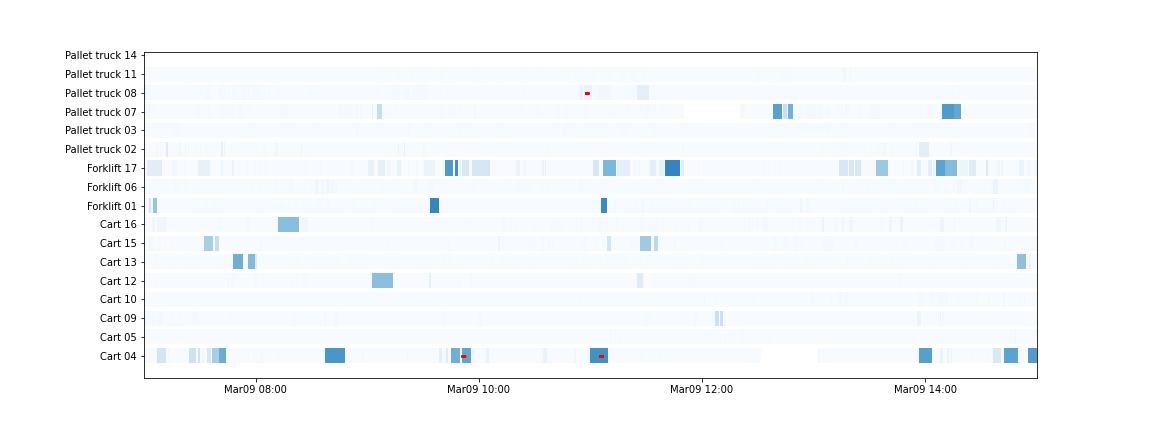 Pallet truck 14
Pallet truck 11
Pallet truck 08
Pallet truck 07
Pallet truck 03
Pallet truck 02
Forklift 17
Forklift 06
Forklift 01
Cart 16
Cart 15
Cart 13
Cart 12
Cart 10
Cart 09
Cart 05
Cart 04
Mar09 08:00 Mar09 10:00 Mar09 12:00 Mar09 14:00